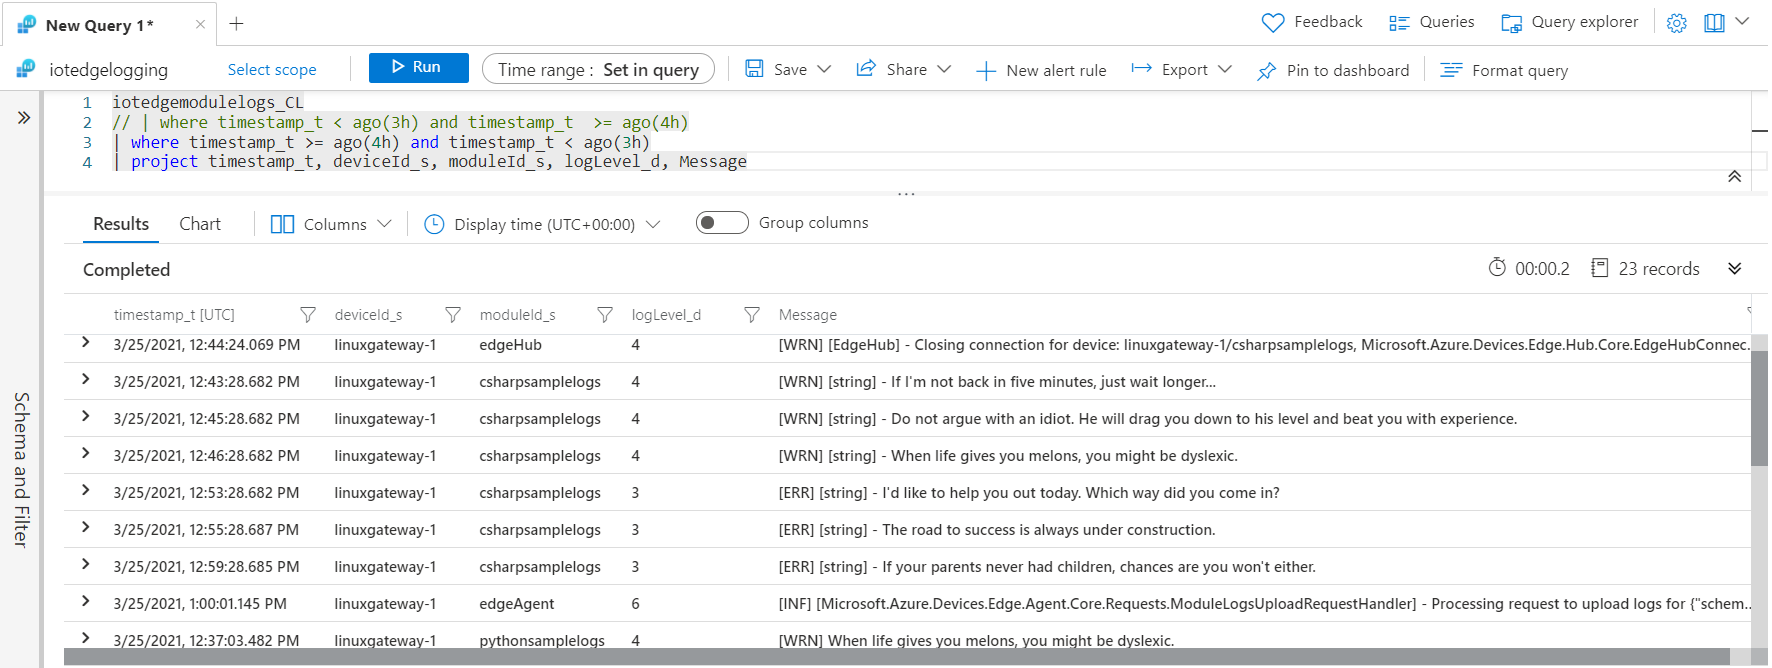 New Query 1*
Feedback Queries Query explorer
iotedgelogging Select scope Run Time range : Set in query Save Share New alert rule Export Pin to dashboard Format query
1 iotedgemodulelogs_CL
2 // | where timestamp_t < ago(3h) and timestamp_t  >= ago(4h)
3 | where timestamp_t >= ago(4h) and timestamp_t < ago(3h)
4 | project timestamp_t, deviceId_s, moduleId_s, logLevel_d, Message
...
Results Chart Columns Display time (UTC+00:00) Group columns
Completed 00:00.2 23 records
timestamp_t [UTC] deviceId_s moduleId_s logLevel_d Message
3/25/2021, 12:44:24.069 PM linuxgateway-1 edgeHub 4 [WRN] [EdgeHub] - Closing connection for device: linuxgateway-1/csharpsamplelogs, Microsoft.Azure.Devices.Edge.Hub.Core.EdgeHubConnec...
3/25/2021, 12:43:28.682 PM linuxgateway-1 csharpsamplelogs 4 [WRN] [string] - If I'm not back in five minutes, just wait longer...
3/25/2021, 12:45:28.682 PM linuxgateway-1 csharpsamplelogs 4 [WRN] [string] - Do not argue with an idiot. He will drag you down to his level and beat you with experience.
3/25/2021, 12:46:28.682 PM linuxgateway-1 csharpsamplelogs 4 [WRN] [string] - When life gives you melons, you might be dyslexic.
3/25/2021, 12:53:28.682 PM linuxgateway-1 csharpsamplelogs 3 [ERR] [string] - I'd like to help you out today. Which way did you come in?
3/25/2021, 12:55:28.687 PM linuxgateway-1 csharpsamplelogs 3 [ERR] [string] - The road to success is always under construction.
3/25/2021, 12:59:28.685 PM linuxgateway-1 csharpsamplelogs 3 [ERR] [string] - If your parents never had children, chances are you won't either.
3/25/2021, 1:00:01.145 PM linuxgateway-1 edgeAgent 6 [INF] [Microsoft.Azure.Devices.Edge.Agent.Core.Requests.ModuleLogsUploadRequestHandler] - Processing request to upload logs for {"schem...
3/25/2021, 12:37:03.482 PM linuxgateway-1 pythonsamplelogs 4 [WRN] When life gives you melons, you might be dyslexic.
Schema and Filter